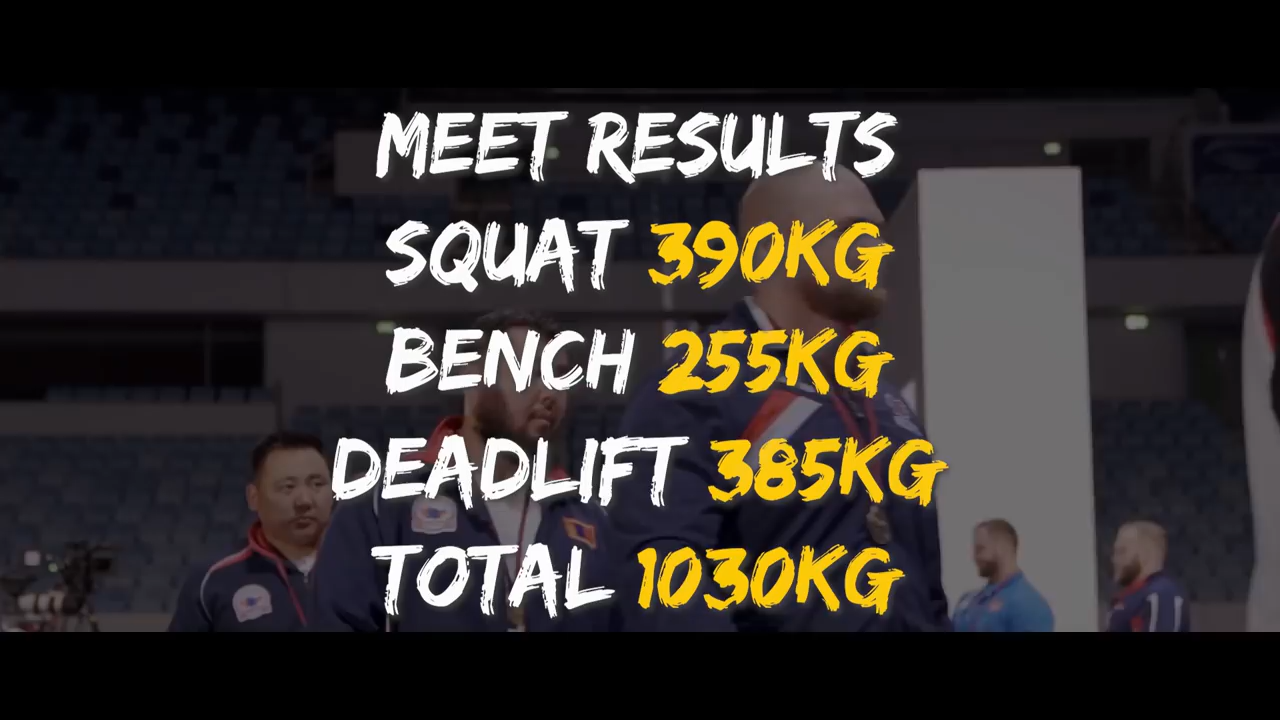 MEET RESULTS
SQUAT 390KG
BENCH 255KG
DEADLIFT 385KG
TOTAL 1030KG